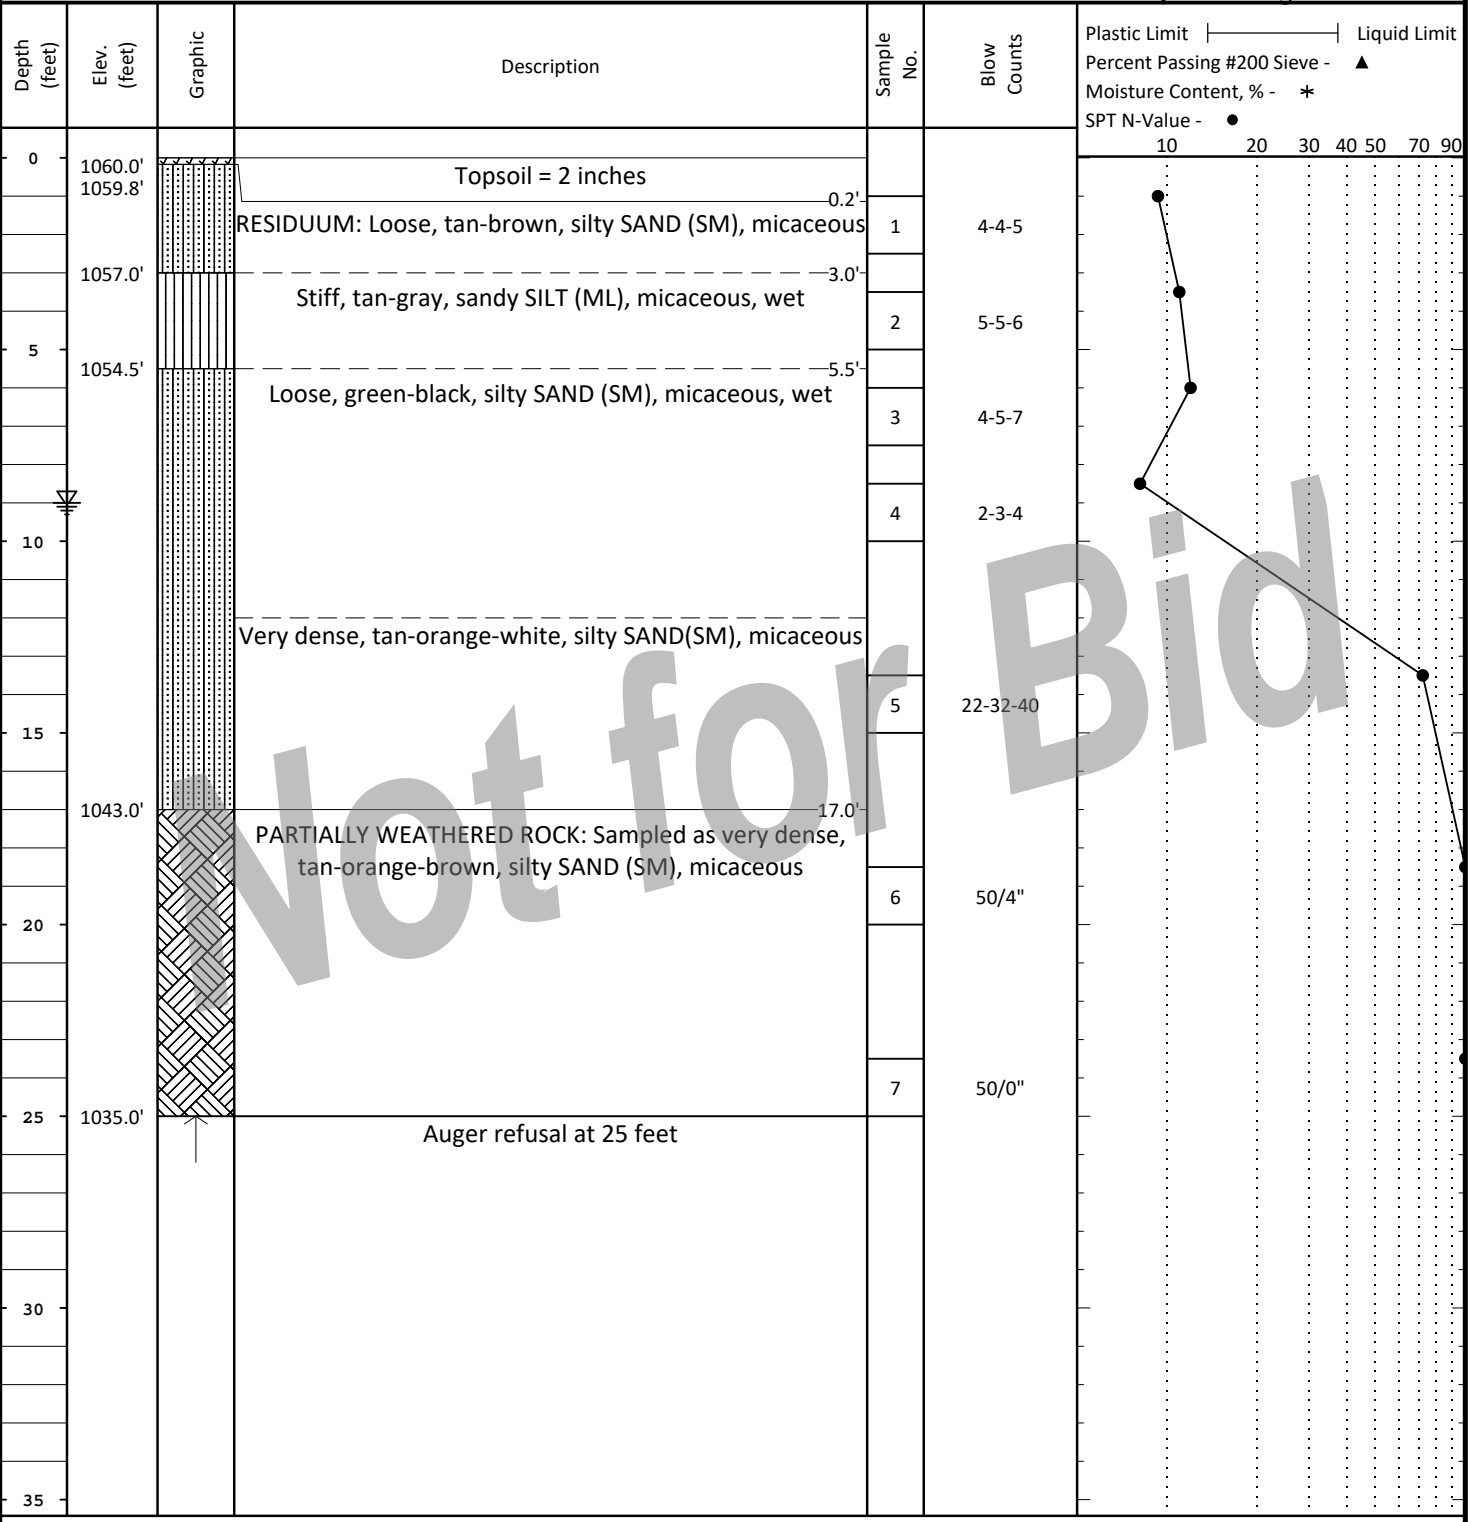 Depth (feet)
Elev. (feet)
Graphic
Description
Sample No.
Blow Counts
Plastic Limit
Liquid Limit
Percent Passing #200 Sieve -
Moisture Content, % -
SPT N-Value -
10 20 30 40 50 70 90
0
1060.0'
Topsoil = 2 inches
1059.8'
0.2'
RESIDUUM: Loose, tan-brown, silty SAND (SM), micaceous
1
4-4-5
1057.0'
3.0'
Stiff, tan-gray, sandy SILT (ML), micaceous, wet
2
5-5-6
5
1054.5'
5.5'
Loose, green-black, silty SAND (SM), micaceous, wet
3
4-5-7
4
2-3-4
10
Very dense, tan-orange-white, silty SAND(SM), micaceous
5
22-32-40
15
1043.0'
17.0'
PARTIALLY WEATHERED ROCK: Sampled as very dense,
tan-orange-brown, silty SAND (SM), micaceous
6
50/4"
20
7
50/0"
25
1035.0'
Auger refusal at 25 feet
30
35
Not for Bid